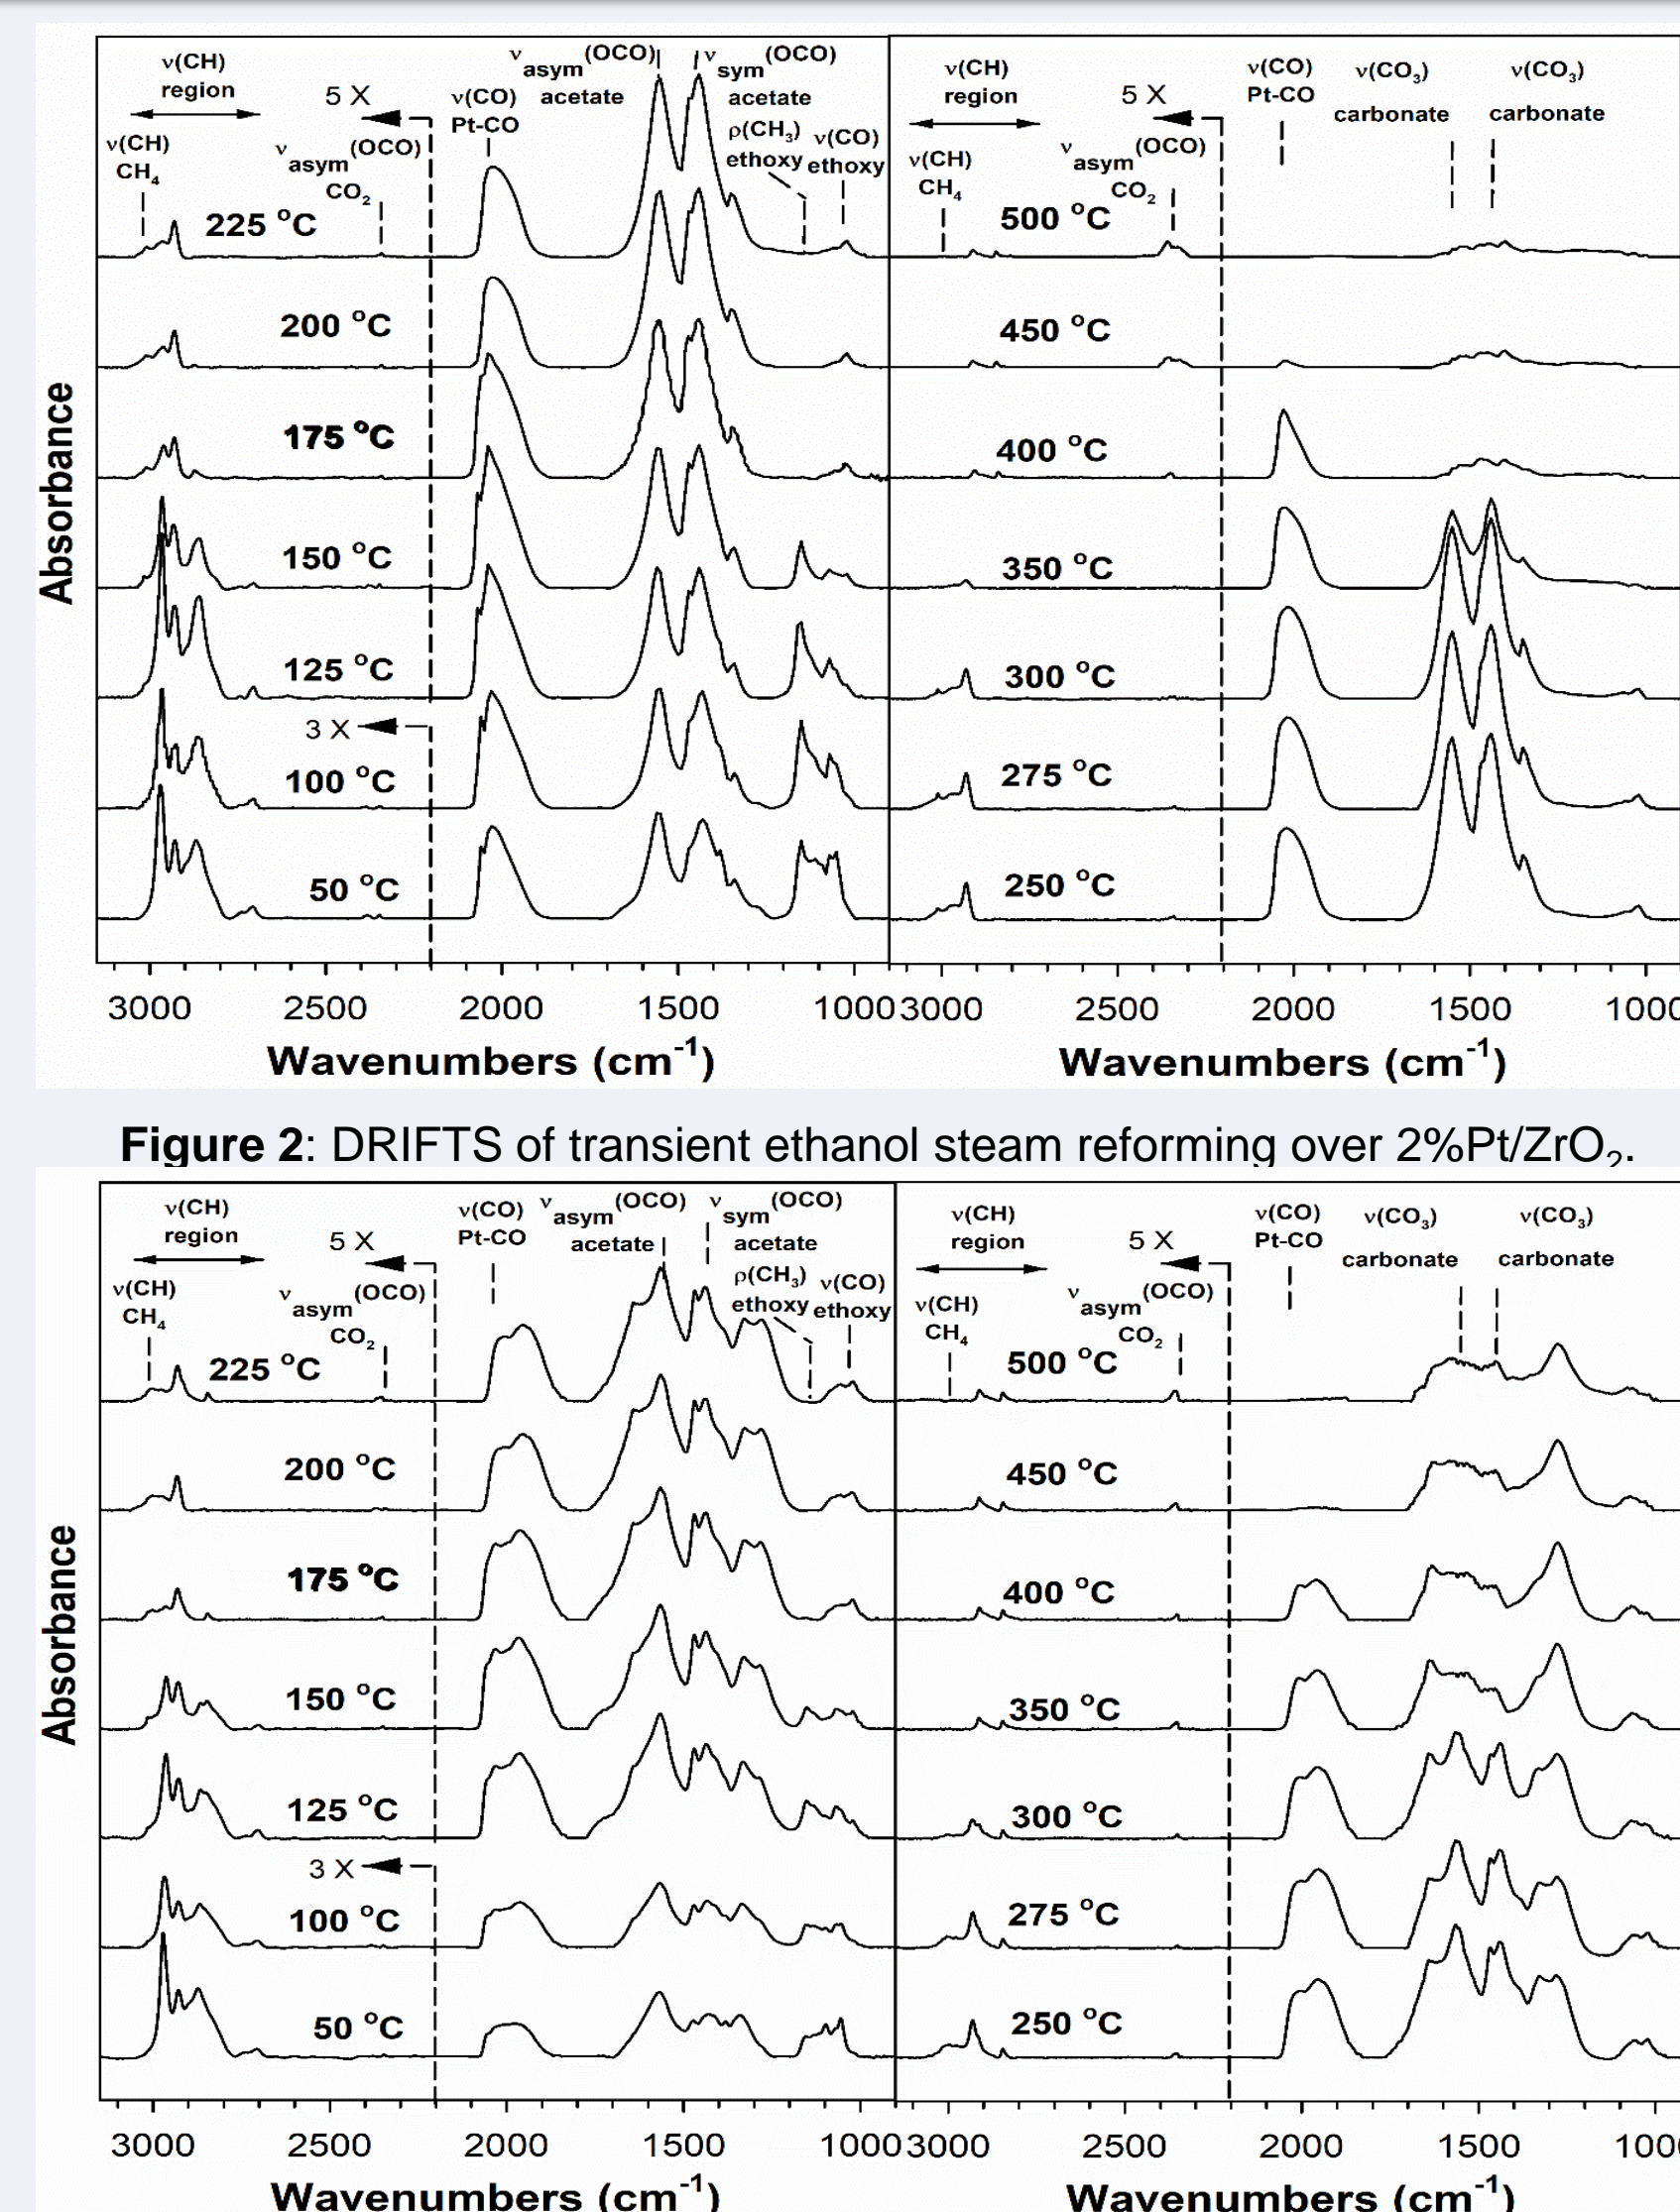 ν(CH)
region
5 X
ν(CH)
CH4
νasym(OCO)
CO2
ν(CO)
Pt-CO
νasym(OCO)
acetate
νsym(OCO)
acetate
ρ(CH3)
ethoxy
ν(CO)
ethoxy
225 °C
200 °C
175 °C
150 °C
125 °C
3 X
100 °C
50 °C
Absorbance
3000 2500 2000 1500 1000
Wavenumbers (cm-1)
ν(CH)
region
5 X
ν(CH)
CH4
νasym(OCO)
CO2
ν(CO)
Pt-CO
ν(CO3)
carbonate
ν(CO3)
carbonate
500 °C
450 °C
400 °C
350 °C
300 °C
275 °C
250 °C
3000 2500 2000 1500 1000
Wavenumbers (cm-1)
Figure 2: DRIFTS of transient ethanol steam reforming over 2%Pt/ZrO2.
ν(CH)
region
5 X
ν(CH)
CH4
νasym(OCO)
CO2
ν(CO)
Pt-CO
νasym(OCO)
acetate
νsym(OCO)
acetate
ρ(CH3)
ethoxy
ν(CO)
ethoxy
225 °C
200 °C
175 °C
150 °C
125 °C
3 X
100 °C
50 °C
Absorbance
3000 2500 2000 1500 1000
Wavenumbers (cm-1)
ν(CH)
region
5 X
ν(CH)
CH4
νasym(OCO)
CO2
ν(CO)
Pt-CO
ν(CO3)
carbonate
ν(CO3)
carbonate
500 °C
450 °C
400 °C
350 °C
300 °C
275 °C
250 °C
3000 2500 2000 1500 100
Wavenumbers (cm-1)